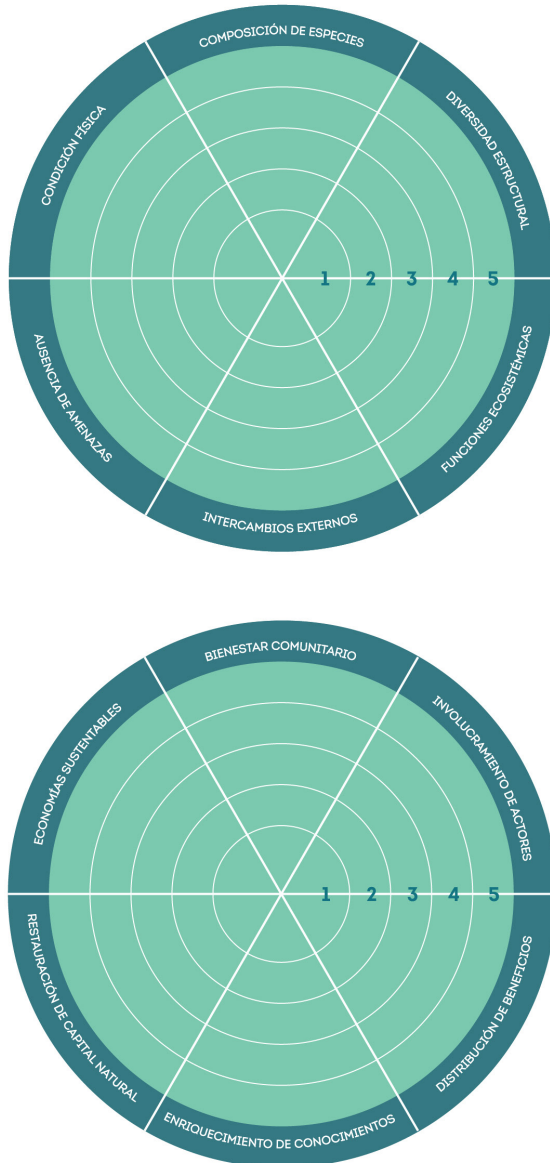 COMPOSICIÓN DE ESPECIES
DIVERSIDAD ESTRUCTURAL
FUNCIONES ECOSISTÉMICAS
INTERCAMBIOS EXTERNOS
AUSENCIA DE AMENAZAS
CONDICIÓN FÍSICA
1 2 3 4 5
BIENESTAR COMUNITARIO
INVOLUCRAMIENTO DE ACTORES
DISTRIBUCIÓN DE BENEFICIOS
ENRIQUECIMIENTO DE CONOCIMIENTOS
RESTAURACIÓN DE CAPITAL NATURAL
ECONOMÍAS SUSTENTABLES
1 2 3 4 5